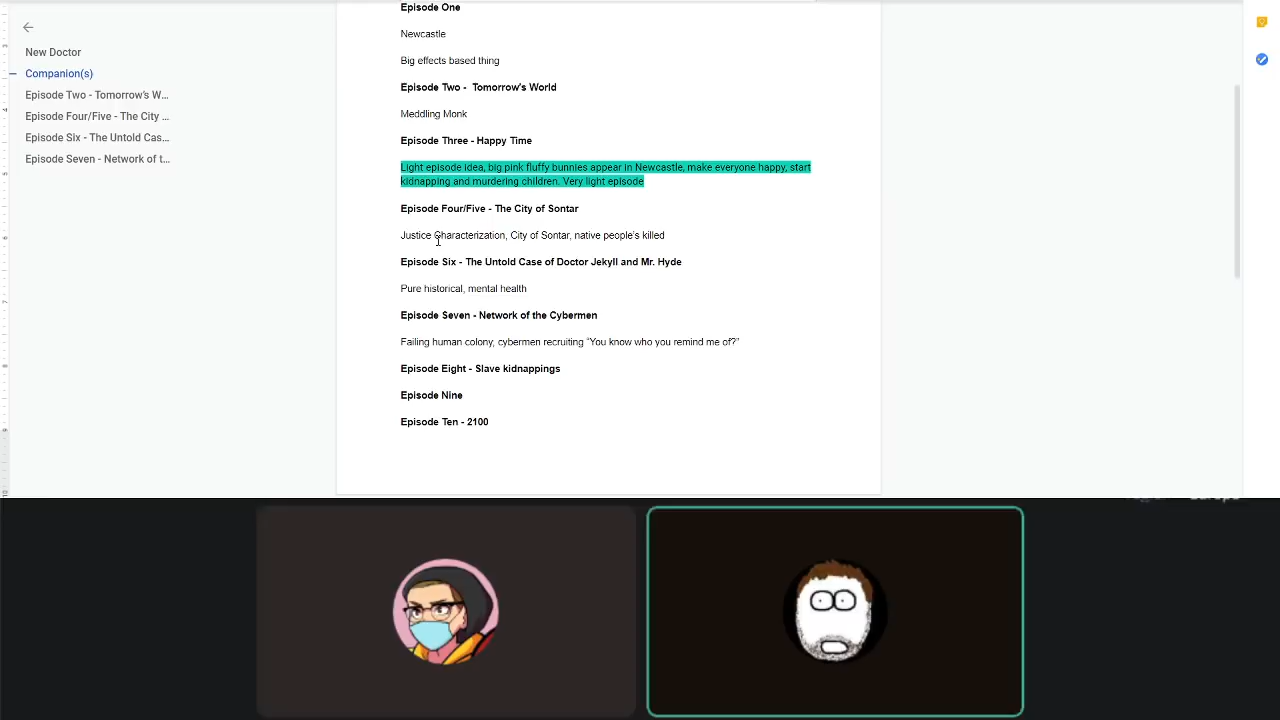 New Doctor
Companion(s)
Episode Two - Tomorrow's W...
Episode Four/Five - The City ...
Episode Six - The Untold Cas...
Episode Seven - Network of t...
Episode One
Newcastle
Big effects based thing
Episode Two -  Tomorrow's World
Meddling Monk
Episode Three - Happy Time
Light episode idea, big pink fluffy bunnies appear in Newcastle, make everyone happy, start
kidnapping and murdering children. Very light episode
Episode Four/Five - The City of Sontar
Justice Characterization, City of Sontar, native people's killed
Episode Six - The Untold Case of Doctor Jekyll and Mr. Hyde
Pure historical, mental health
Episode Seven - Network of the Cybermen
Failing human colony, cybermen recruiting "You know who you remind me of?"
Episode Eight - Slave kidnappings
Episode Nine
Episode Ten - 2100